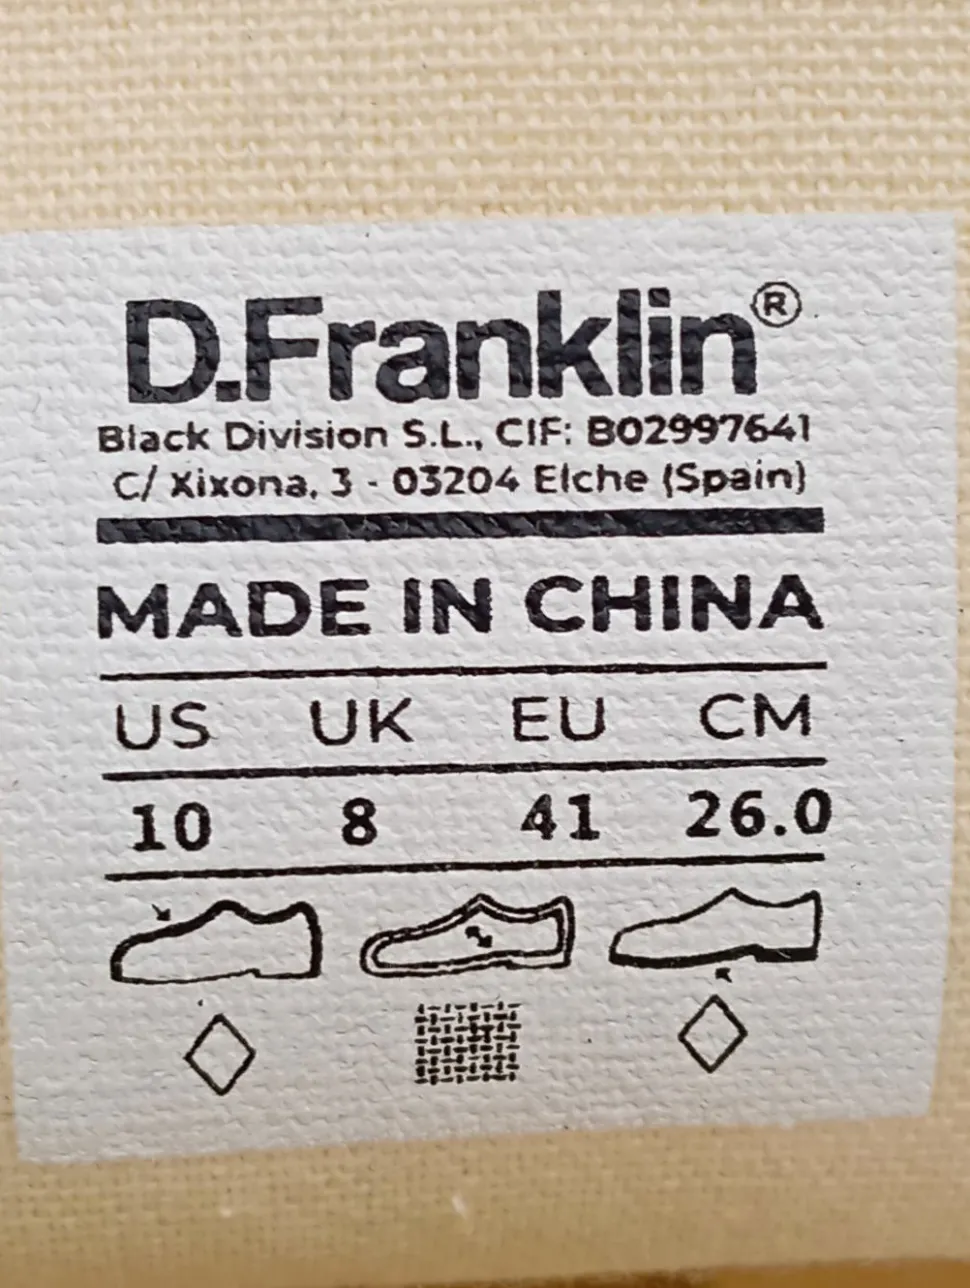 D.Franklin®
Black Division S.L., CIF: B02997641
C/ Xixona, 3 - 03204 Elche (Spain)
MADE IN CHINA
US UK EU CM
10 8 41 26.0